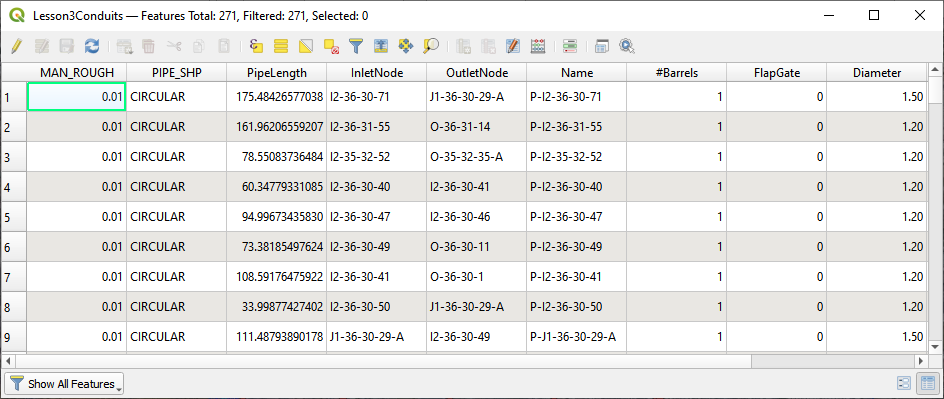 Lesson3Conduits — Features Total: 271, Filtered: 271, Selected: 0
MAN_ROUGH PIPE_SHP PipeLength InletNode OutletNode Name #Barrels FlapGate Diameter
1 0.01 CIRCULAR 175.48426577038 I2-36-30-71 J1-36-30-29-A P-I2-36-30-71 1 0 1.50
2 0.01 CIRCULAR 161.96206559207 I2-36-31-55 O-36-31-14 P-I2-36-31-55 1 0 1.20
3 0.01 CIRCULAR 78.55083736484 I2-35-32-52 O-35-32-35-A P-I2-35-32-52 1 0 1.20
4 0.01 CIRCULAR 60.34779331085 I2-36-30-40 I2-36-30-41 P-I2-36-30-40 1 0 1.20
5 0.01 CIRCULAR 94.99673435830 I2-36-30-47 I2-36-30-46 P-I2-36-30-47 1 0 1.20
6 0.01 CIRCULAR 73.38185497624 I2-36-30-49 O-36-30-11 P-I2-36-30-49 1 0 1.20
7 0.01 CIRCULAR 108.59176475922 I2-36-30-41 O-36-30-1 P-I2-36-30-41 1 0 1.20
8 0.01 CIRCULAR 33.99877427402 I2-36-30-50 J1-36-30-29-A P-I2-36-30-50 1 0 1.20
9 0.01 CIRCULAR 111.48793890178 J1-36-30-29-A I2-36-30-49 P-J1-36-30-29-A 1 0 1.50
Show All Features